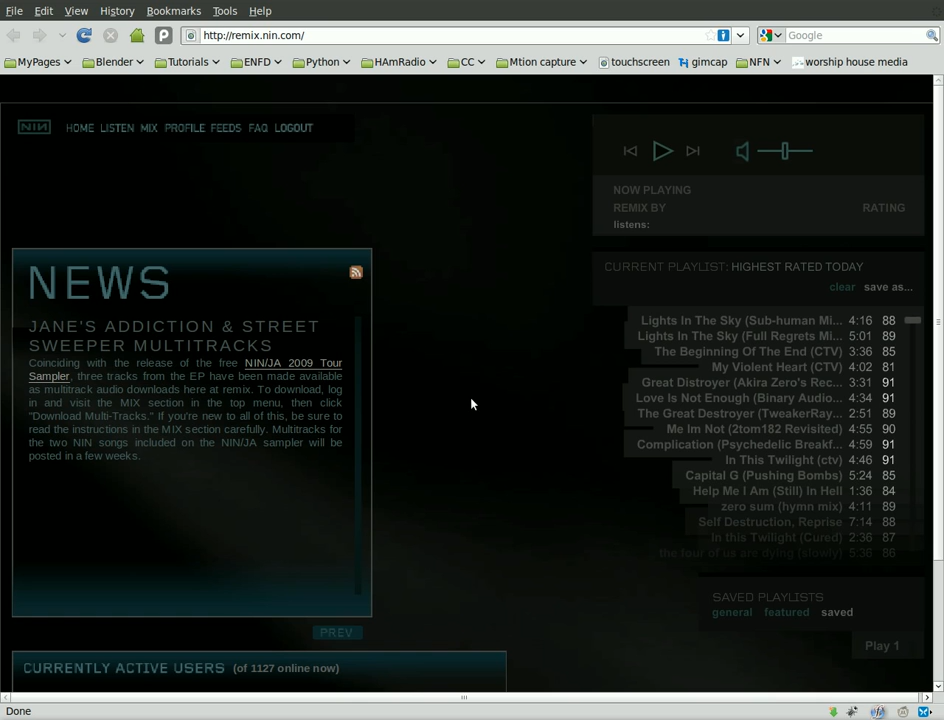 File Edit View History Bookmarks Tools Help
http://remix.nin.com/
Google
MyPages Blender Tutorials ENFD Python HAmRadio CC Mtion capture touchscreen gimcap NFN worship house media
NIN HOME LISTEN MIX PROFILE FEEDS FAQ LOGOUT
NEWS
JANE'S ADDICTION & STREET
SWEEPER MULTITRACKS
Coinciding with the release of the free NIN/JA 2009 Tour
Sampler, three tracks from the EP have been made available
as multitrack audio downloads here at remix. To download, log
in and visit the MIX section in the top menu, then click
"Download Multi-Tracks." If you're new to all of this, be sure to
read the instructions in the MIX section carefully. Multitracks for
the two NIN songs included on the NIN/JA sampler will be
posted in a few weeks.
PREV
CURRENTLY ACTIVE USERS (of 1127 online now)
NOW PLAYING
REMIX BY RATING
listens:
CURRENT PLAYLIST: HIGHEST RATED TODAY
clear save as...
Lights In The Sky (Sub-human Mi... 4:16 88
Lights In The Sky (Full Regrets Mi... 5:01 89
The Beginning Of The End (CTV) 3:36 85
My Violent Heart (CTV) 4:02 81
Great Distroyer (Akira Zero's Rec... 3:31 91
Love Is Not Enough (Binary Audio... 4:34 91
The Great Destroyer (TweakerRay... 2:51 89
Me Im Not (2tom182 Revisited) 4:55 90
Complication (Psychedelic Breakf... 4:59 91
In This Twilight (ctv) 4:46 91
Capital G (Pushing Bombs) 5:24 85
Help Me I Am (Still) In Hell 1:36 84
zero sum (hymn mix) 4:11 89
Self Destruction, Reprise 7:14 88
In this Twilight (Cured) 2:36 87
the four of us are dying (slowly) 5:36 86
SAVED PLAYLISTS
general featured saved
Play 1
Done